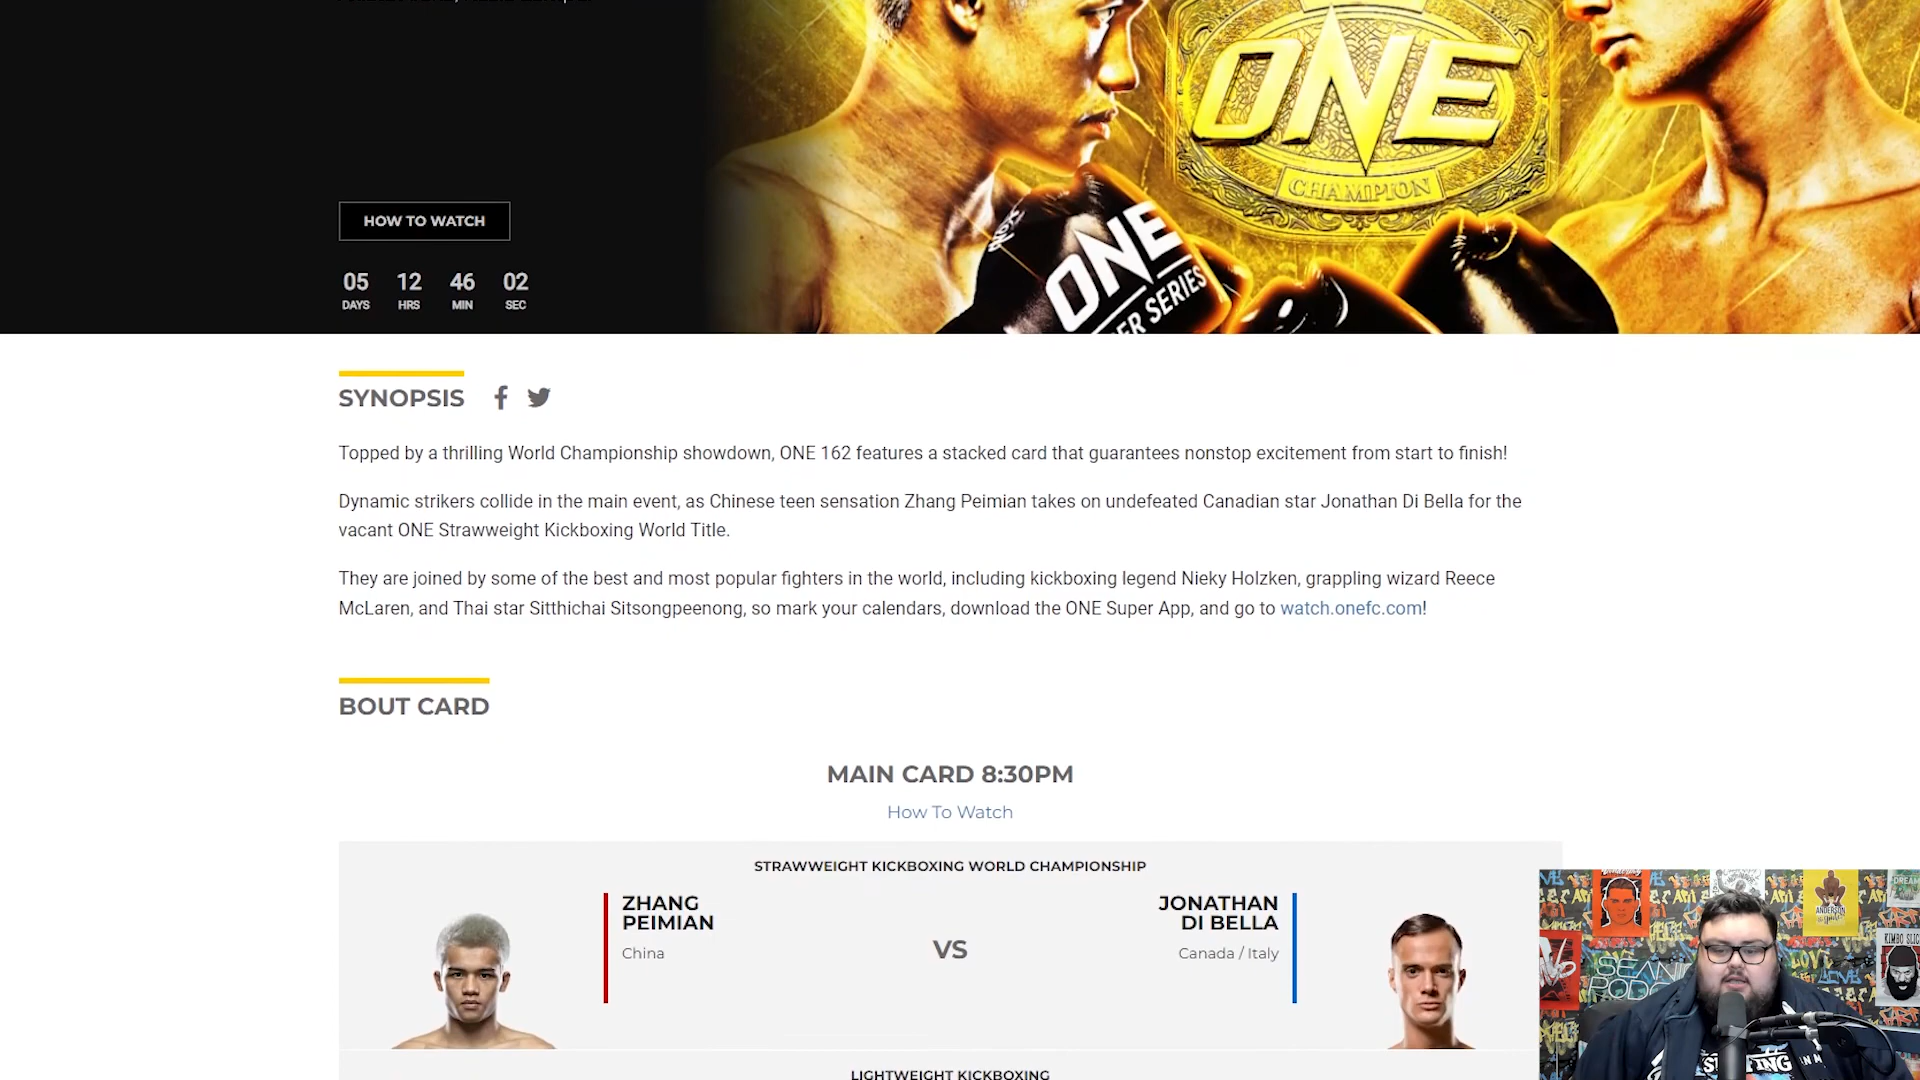 ONE
CHAMPION
ONE
ER SERIES
HOW TO WATCH
05 12 46 02
DAYS HRS MIN SEC
SYNOPSIS
Topped by a thrilling World Championship showdown, ONE 162 features a stacked card that guarantees nonstop excitement from start to finish!
Dynamic strikers collide in the main event, as Chinese teen sensation Zhang Peimian takes on undefeated Canadian star Jonathan Di Bella for the
vacant ONE Strawweight Kickboxing World Title.
They are joined by some of the best and most popular fighters in the world, including kickboxing legend Nieky Holzken, grappling wizard Reece
McLaren, and Thai star Sitthichai Sitsongpeenong, so mark your calendars, download the ONE Super App, and go to watch.onefc.com!
BOUT CARD
MAIN CARD 8:30PM
How To Watch
STRAWWEIGHT KICKBOXING WORLD CHAMPIONSHIP
ZHANG
PEIMIAN
China
VS
JONATHAN
DI BELLA
Canada / Italy
LIGHTWEIGHT KICKBOXING
ANDERSON
KIMBO SLIC
DREAM